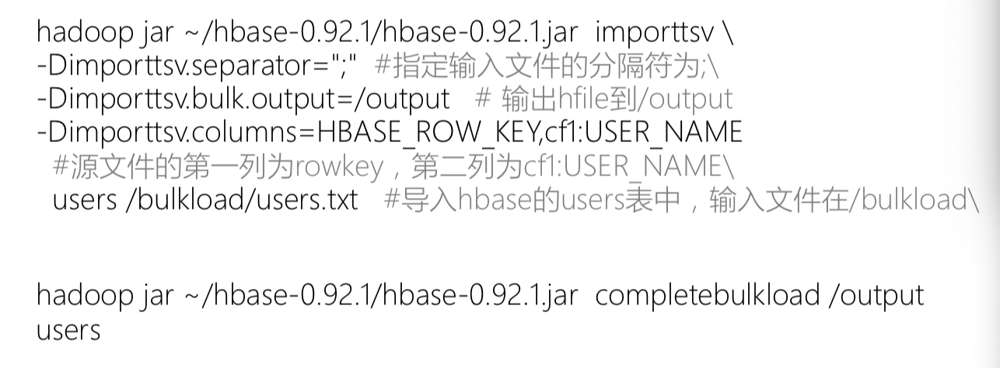 hadoop jar ~/hbase-0.92.1/hbase-0.92.1.jar  importtsv \
-Dimporttsv.separator=";"  #指定输入文件的分隔符为;\
-Dimporttsv.bulk.output=/output   # 输出hfile到/output
-Dimporttsv.columns=HBASE_ROW_KEY,cf1:USER_NAME
#源文件的第一列为rowkey，第二列为cf1:USER_NAME\
users /bulkload/users.txt   #导入hbase的users表中，输入文件在/bulkload\
hadoop jar ~/hbase-0.92.1/hbase-0.92.1.jar  completebulkload /output
users